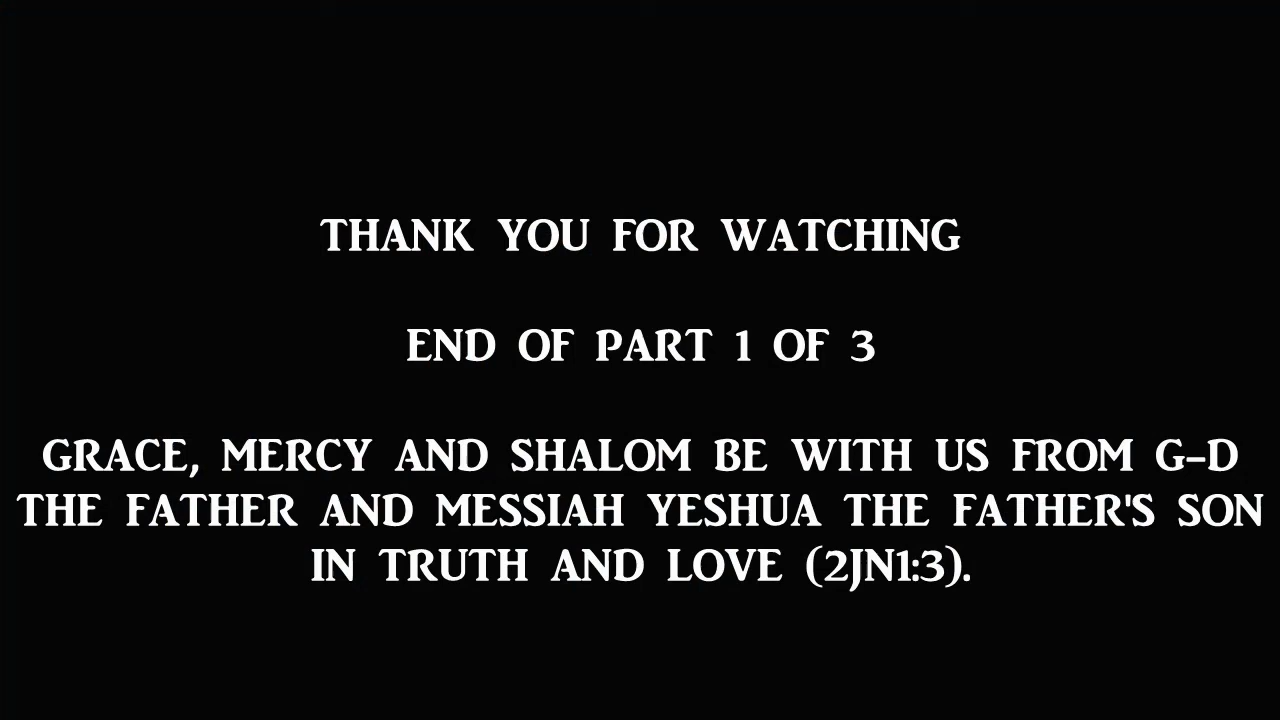 THANK YOU FOR WATCHING
END OF PART 1 OF 3
GRACE, MERCY AND SHALOM BE WITH US FROM G-D
THE FATHER AND MESSIAH YESHUA THE FATHER'S SON
IN TRUTH AND LOVE (2JN1:3).